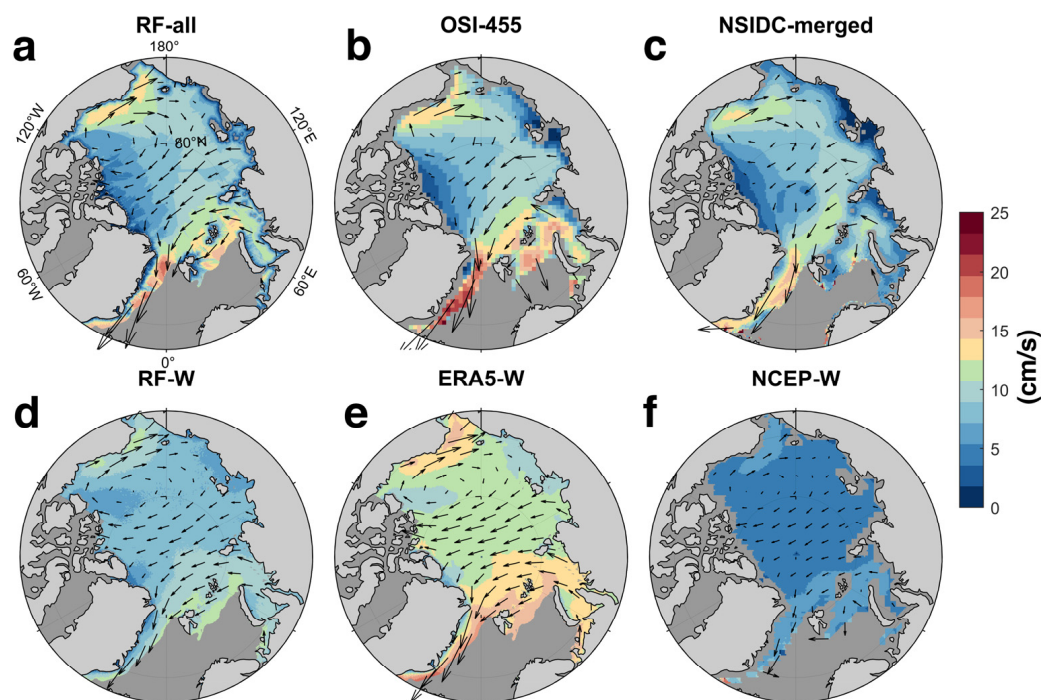 a RF-all
b OSI-455
c NSIDC-merged
180°
120°W
120°E
80°N
60°W
60°E
0°
25
20
15
10
5
0
(cm/s)
d RF-W
e ERA5-W
f NCEP-W